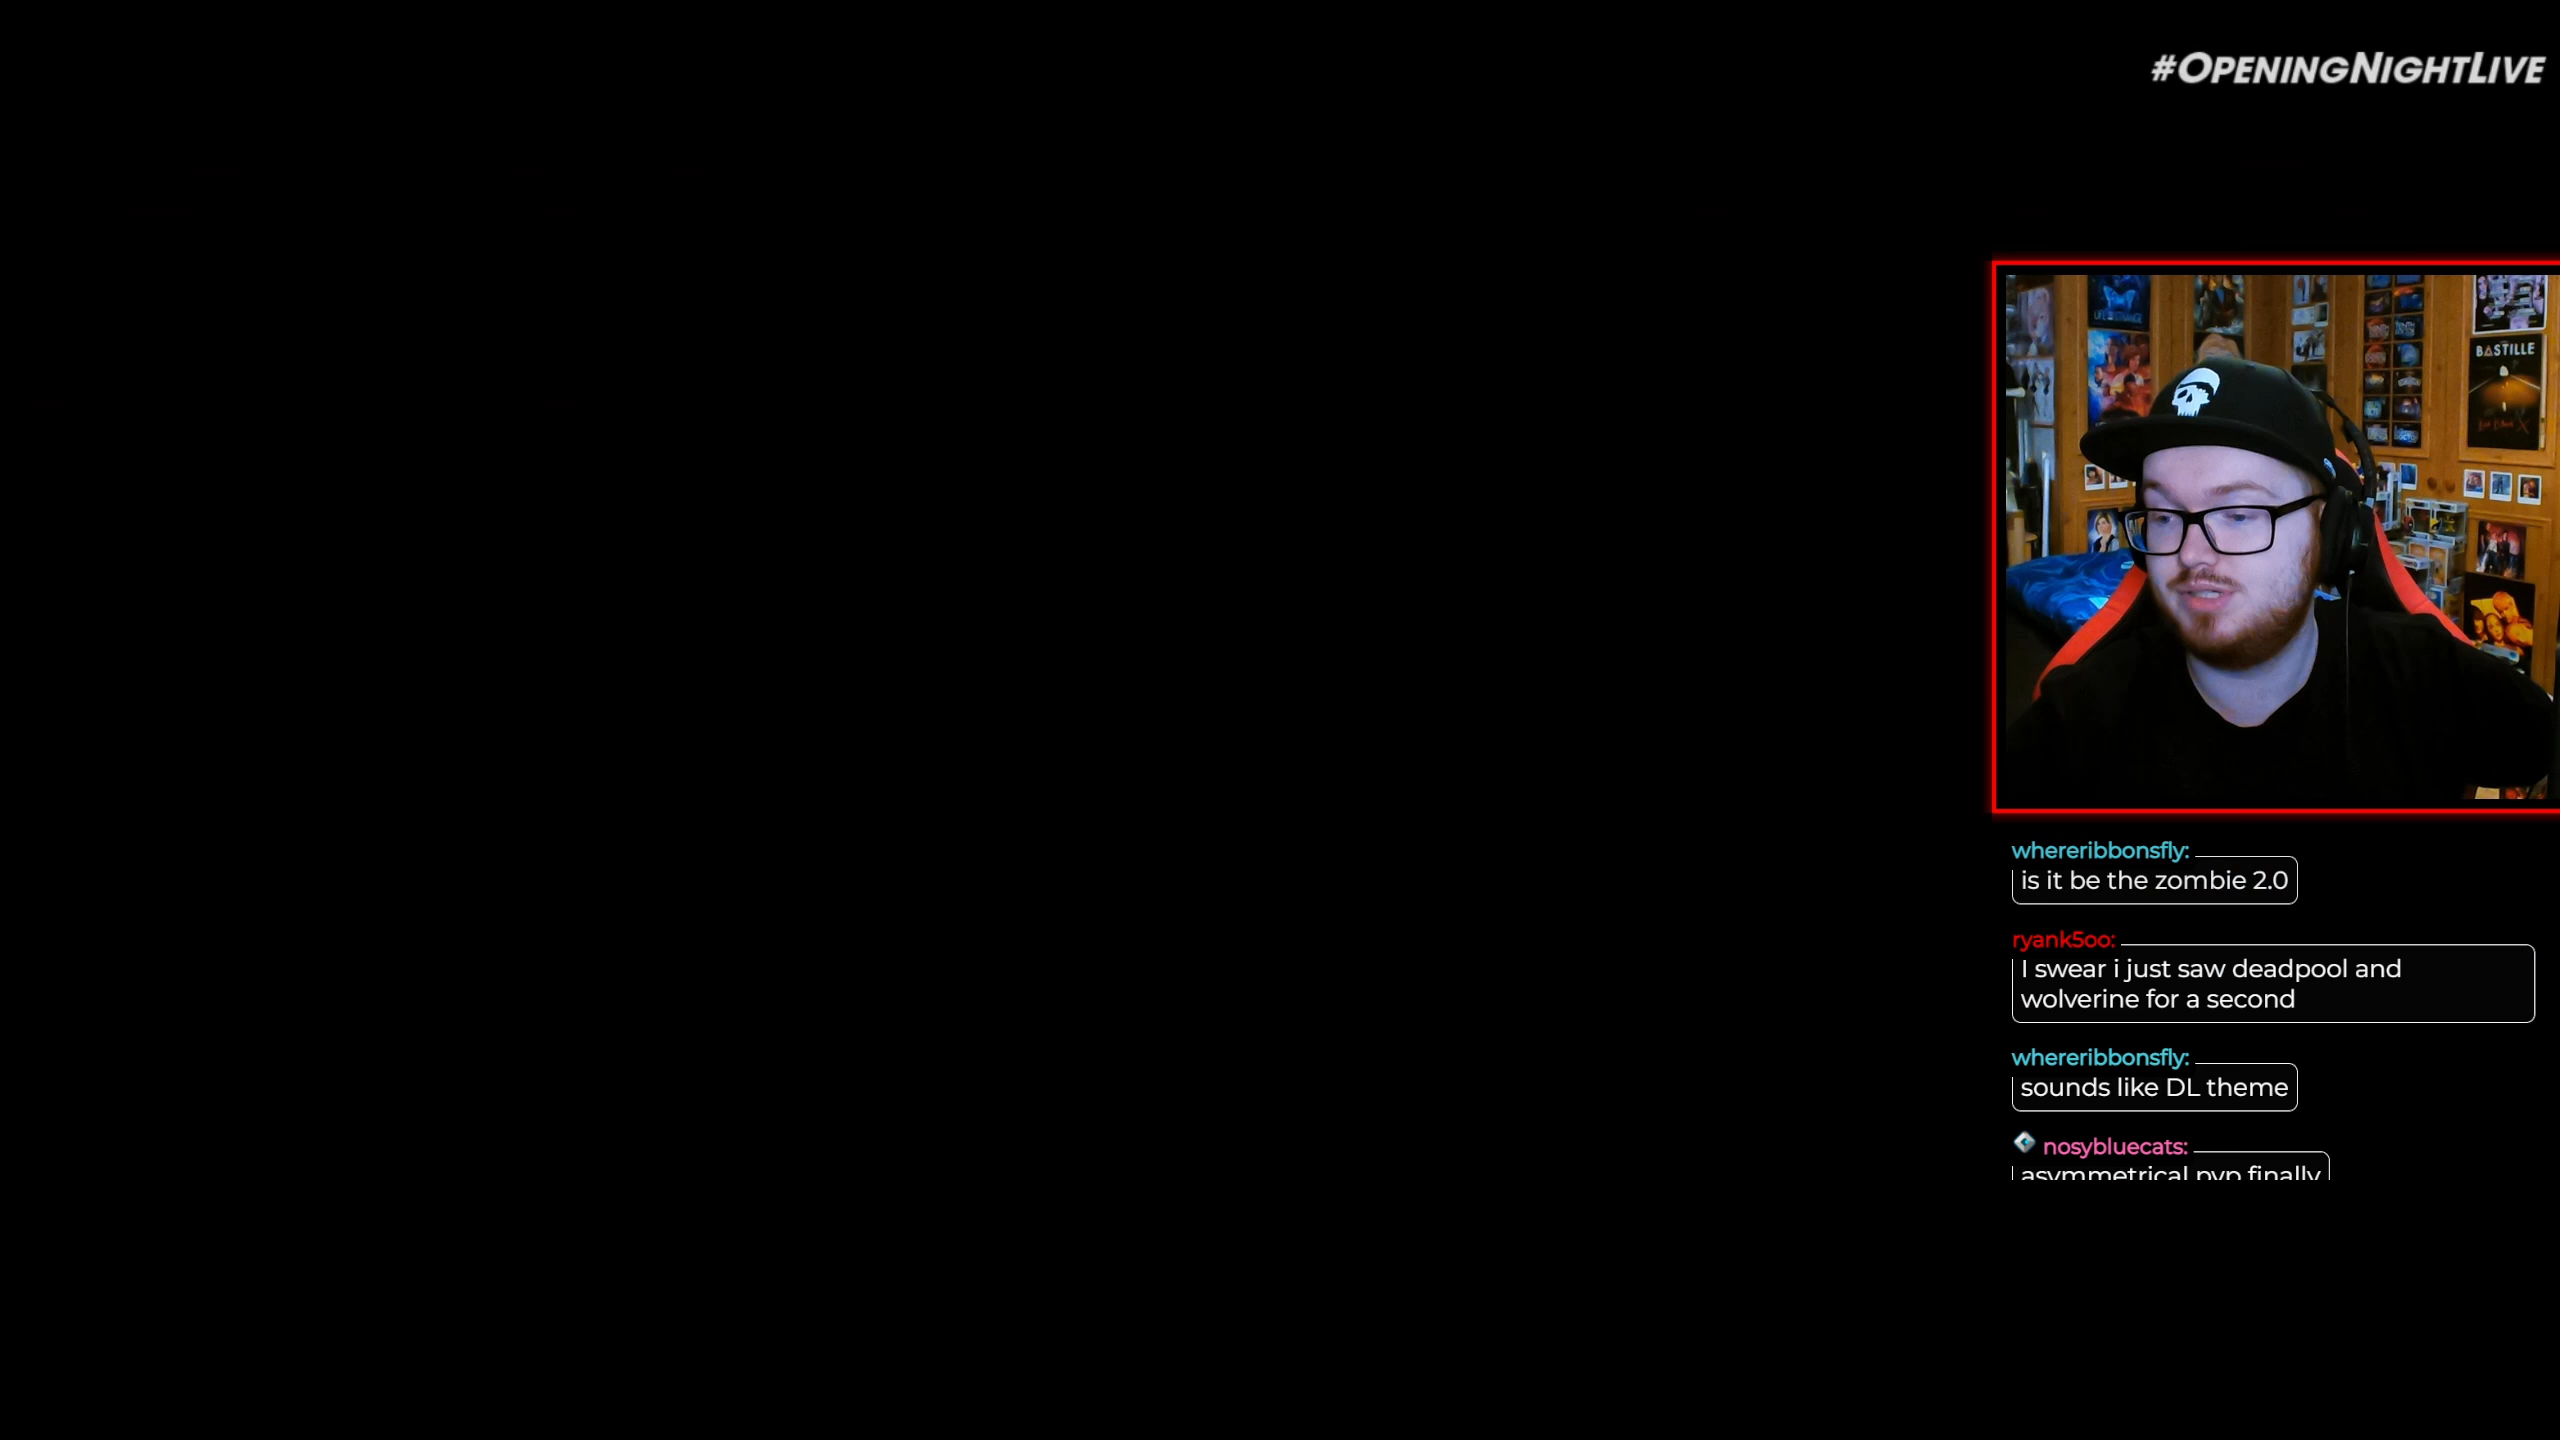 #OPENINGNIGHTLIVE
BASTILLE
whereribbonsfly:
is it be the zombie 2.0
ryank5oo:
I swear i just saw deadpool and
wolverine for a second
whereribbonsfly:
sounds like DL theme
nosybluecats:
asymmetrical pvp finally